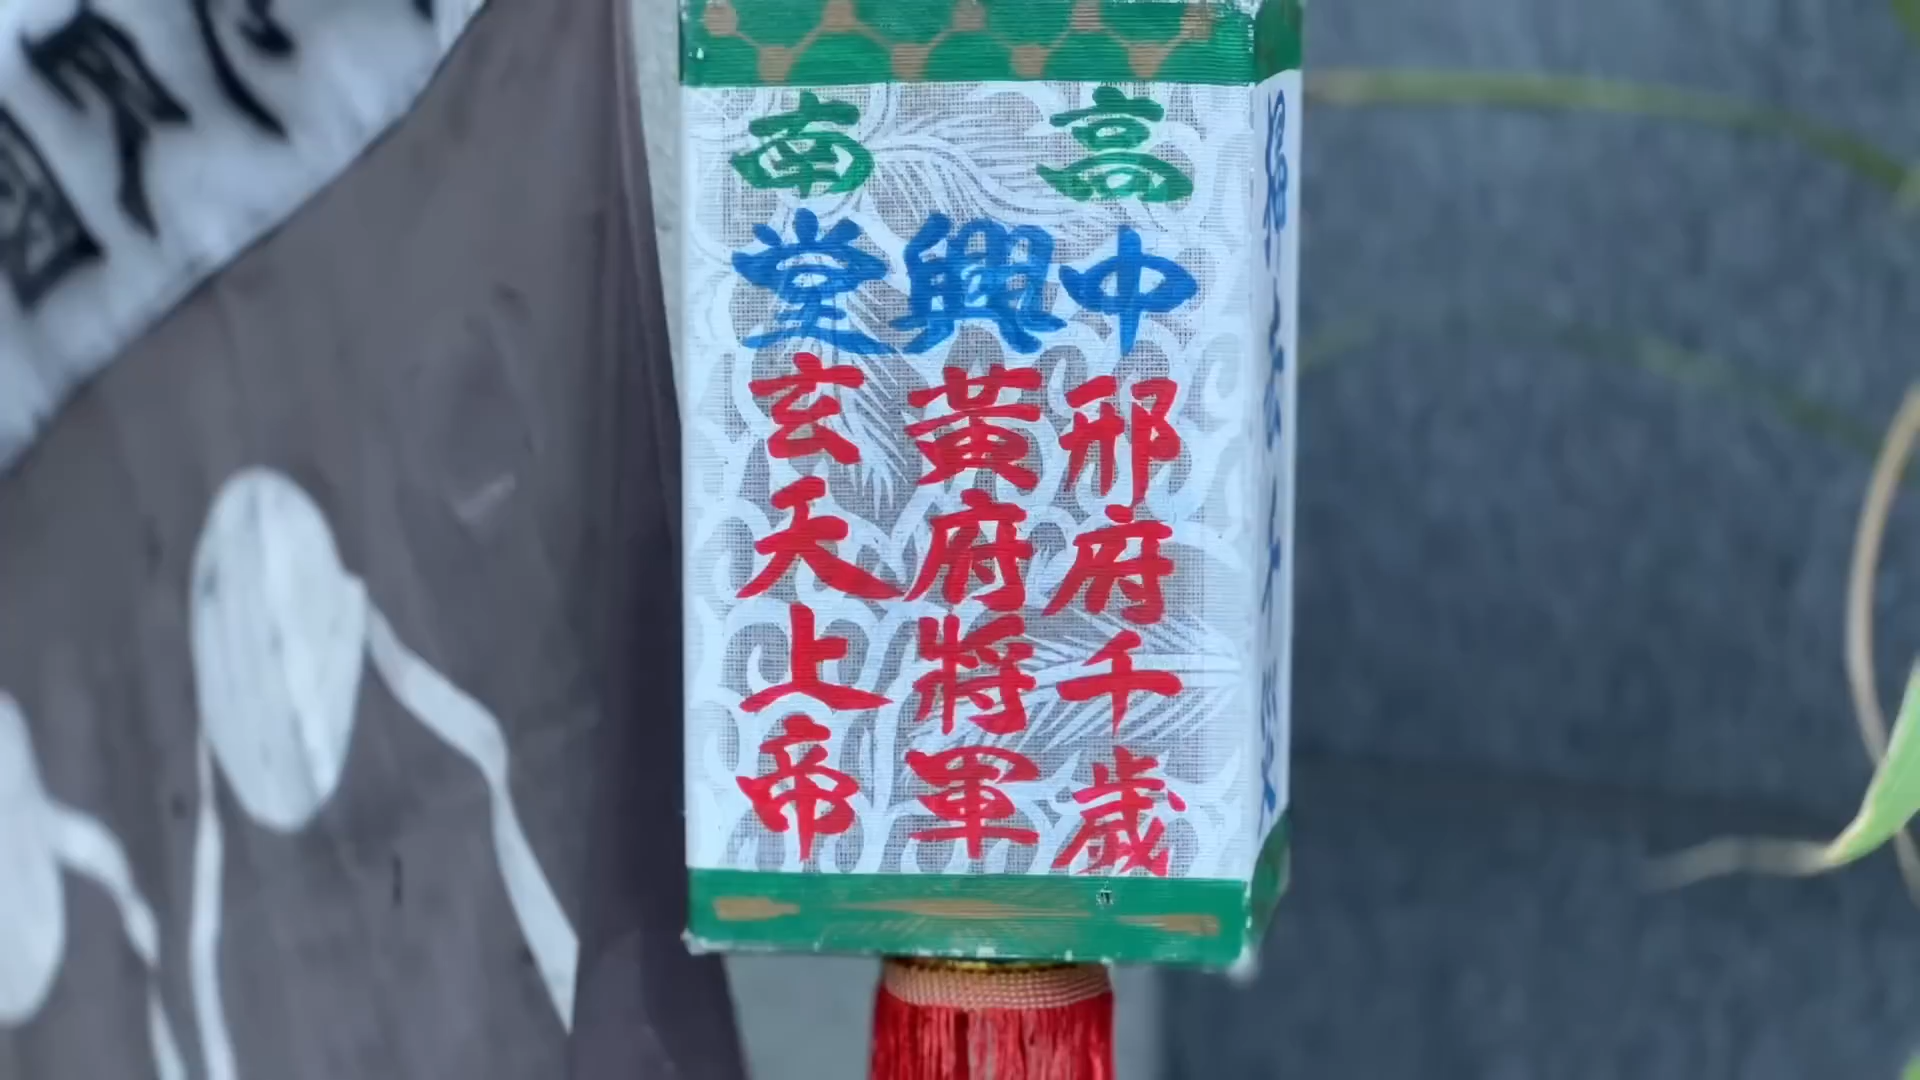 高南
中興堂
邢府千歲
黃府將軍
玄天上帝